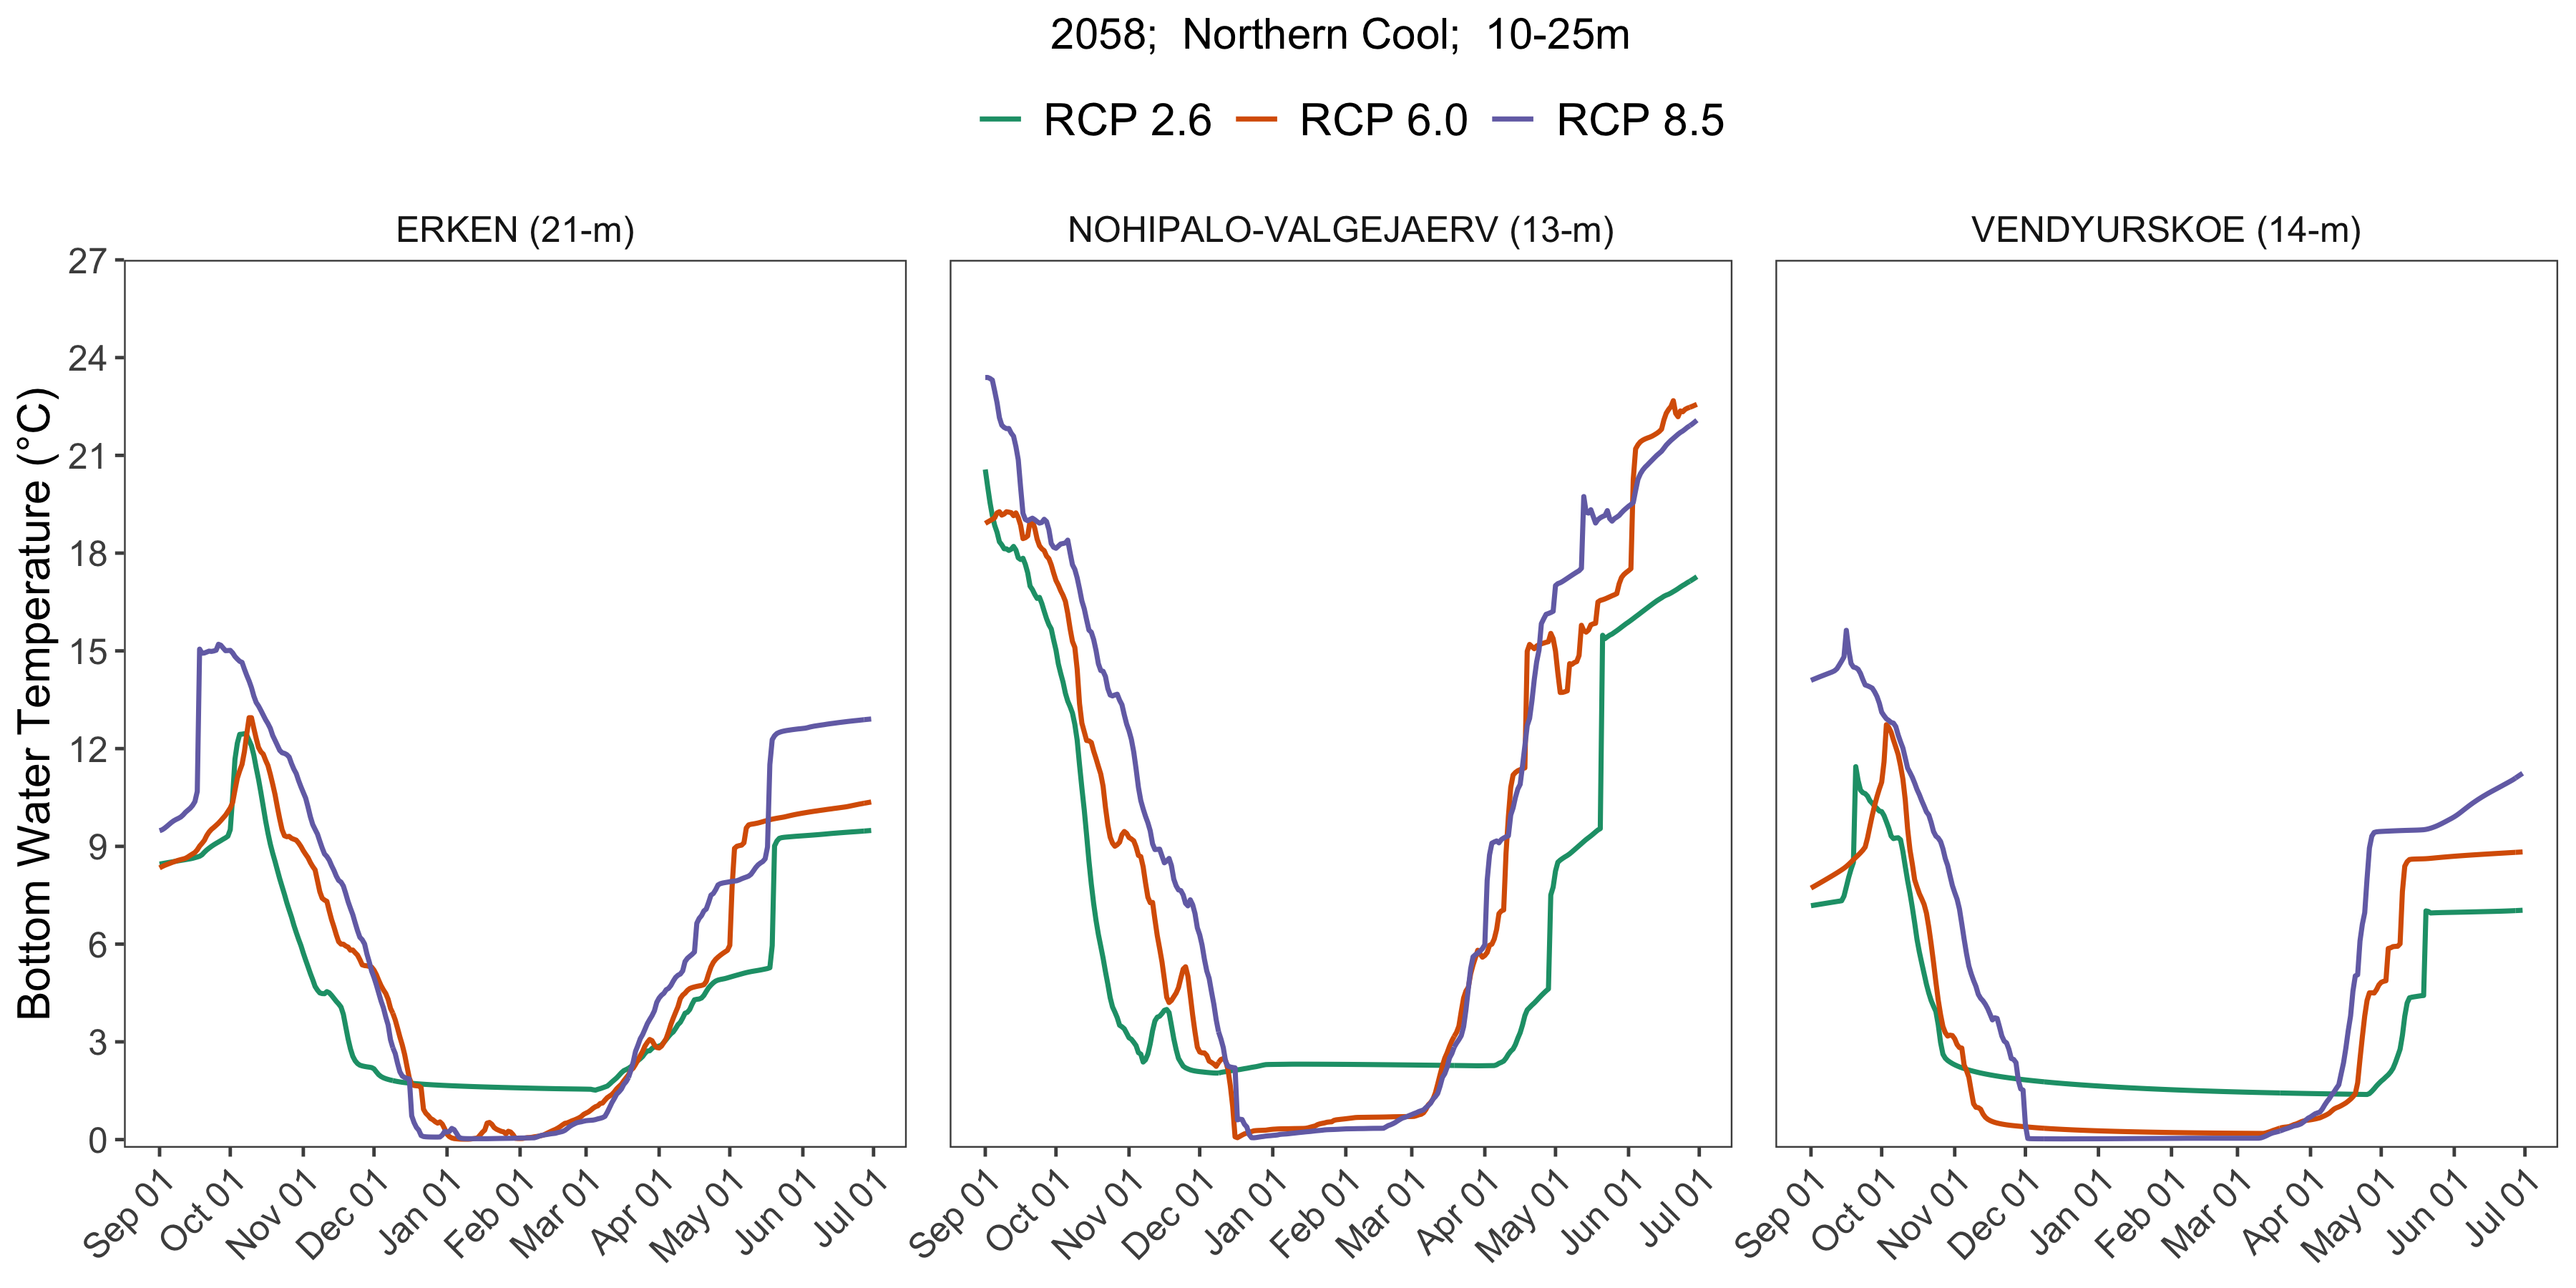 2058;  Northern Cool;  10-25m
RCP 2.6 RCP 6.0 RCP 8.5
ERKEN (21-m) NOHIPALO-VALGEJAERV (13-m) VENDYURSKOE (14-m)
Bottom Water Temperature (°C)
27
24
21
18
15
12
9
6
3
0
Sep 01 Oct 01 Nov 01 Dec 01 Jan 01 Feb 01 Mar 01 Apr 01 May 01 Jun 01 Jul 01 Sep 01 Oct 01 Nov 01 Dec 01 Jan 01 Feb 01 Mar 01 Apr 01 May 01 Jun 01 Jul 01 Sep 01 Oct 01 Nov 01 Dec 01 Jan 01 Feb 01 Mar 01 Apr 01 May 01 Jun 01 Jul 01